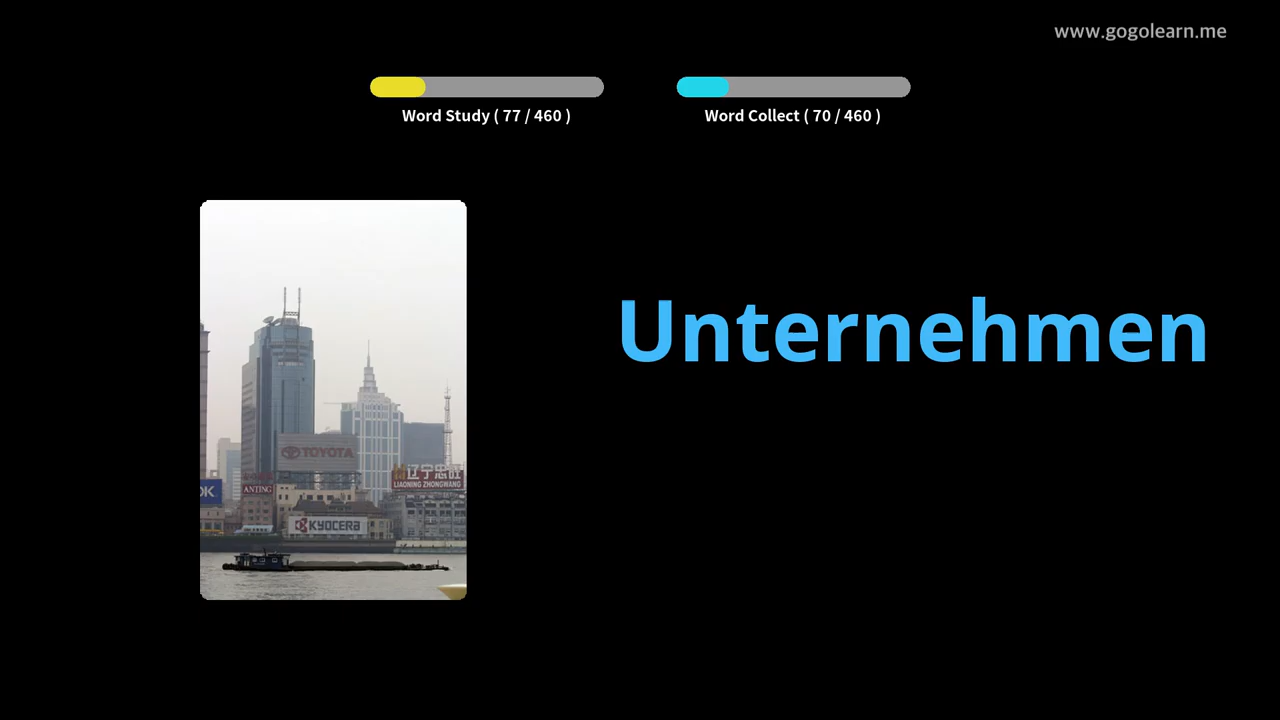 www.gogolearn.me
Word Study ( 77 / 460 )
Word Collect ( 70 / 460 )
Unternehmen
TOYOTA
辽宁忠旺
LIAONING ZHONGWANG
OK
ANTING
KYOCERA